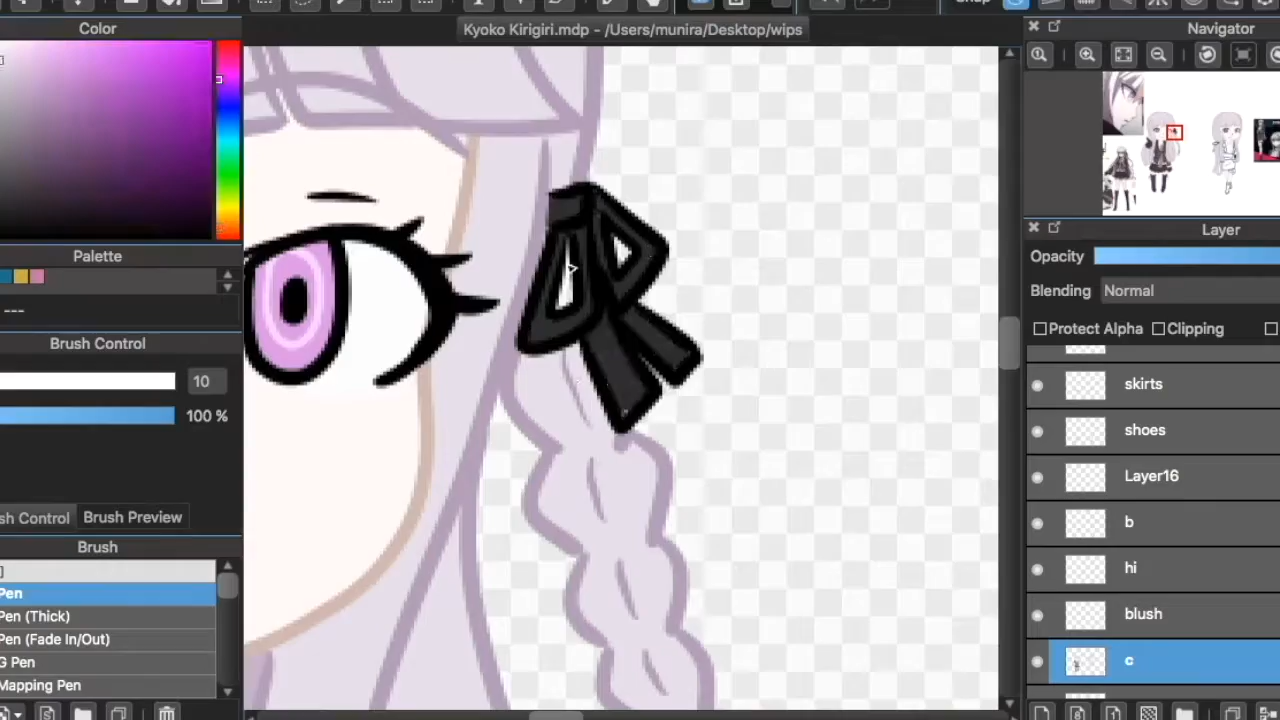 Snap
Color
Kyoko Kirigiri.mdp - /Users/munira/Desktop/wips
Navigator
Palette
---
Brush Control
10
100 %
sh Control
Brush Preview
Brush
Pen
Pen (Thick)
Pen (Fade In/Out)
G Pen
Mapping Pen
Layer
Opacity
Blending
Normal
Protect Alpha
Clipping
skirts
shoes
Layer16
b
hi
blush
c